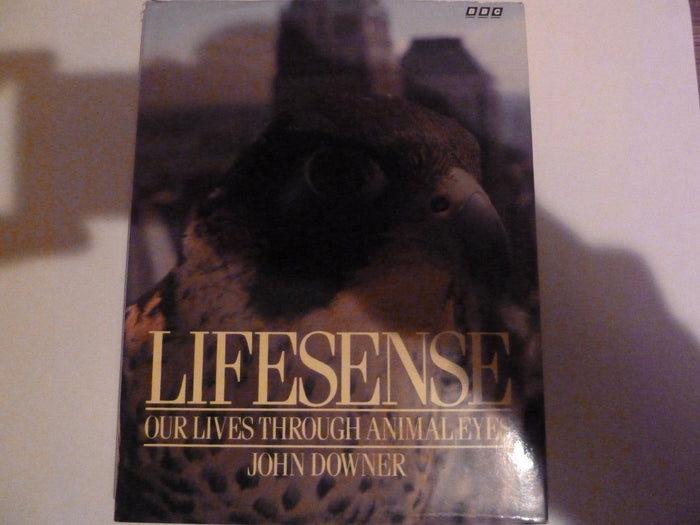 BBC
LIFESENSE
OUR LIVES THROUGH ANIMAL EYES
JOHN DOWNER